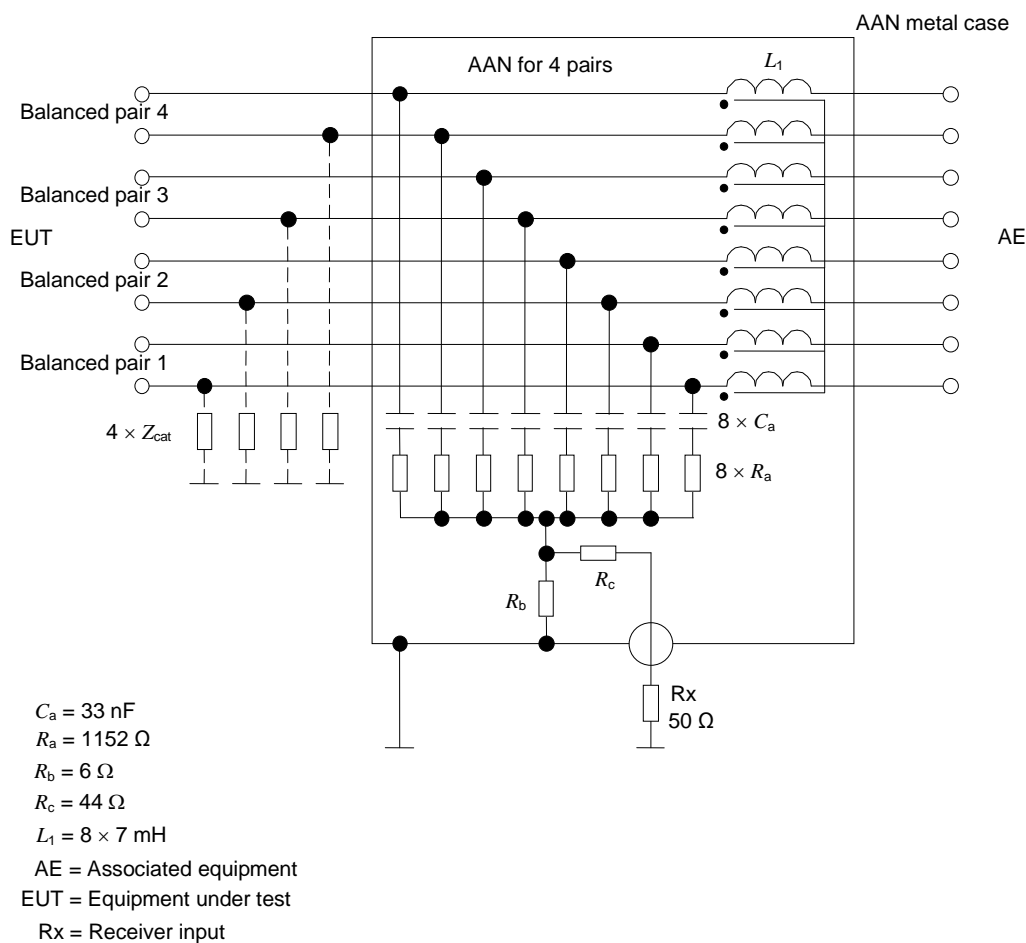 AAN metal case
AAN for 4 pairs
L₁
Balanced pair 4
Balanced pair 3
EUT
AE
Balanced pair 2
Balanced pair 1
4 × Zcat
8 × Cₐ
8 × Rₐ
Rc
Rb
Rx
50 Ω
Cₐ = 33 nF
Rₐ = 1152 Ω
Rb = 6 Ω
Rc = 44 Ω
L₁ = 8 × 7 mH
AE = Associated equipment
EUT = Equipment under test
Rx = Receiver input